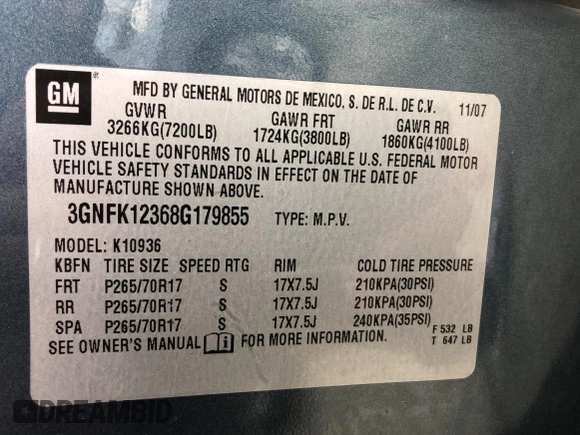 GM ®
MFD BY GENERAL MOTORS DE MEXICO, S. DE R.L. DE C.V. 11/07
GVWR GAWR FRT GAWR RR
3266KG(7200LB) 1724KG(3800LB) 1860KG(4100LB)
THIS VEHICLE CONFORMS TO ALL APPLICABLE U.S. FEDERAL MOTOR
VEHICLE SAFETY STANDARDS IN EFFECT ON THE DATE OF
MANUFACTURE SHOWN ABOVE.
3GNFK12368G179855 TYPE: M.P.V.
MODEL: K10936
KBFN TIRE SIZE SPEED RTG RIM COLD TIRE PRESSURE
FRT P265/70R17 S 17X7.5J 210KPA(30PSI)
RR P265/70R17 S 17X7.5J 210KPA(30PSI)
SPA P265/70R17 S 17X7.5J 240KPA(35PSI) F 532 LB
SEE OWNER'S MANUAL FOR MORE INFORMATION. T 647 LB
DREAMBID